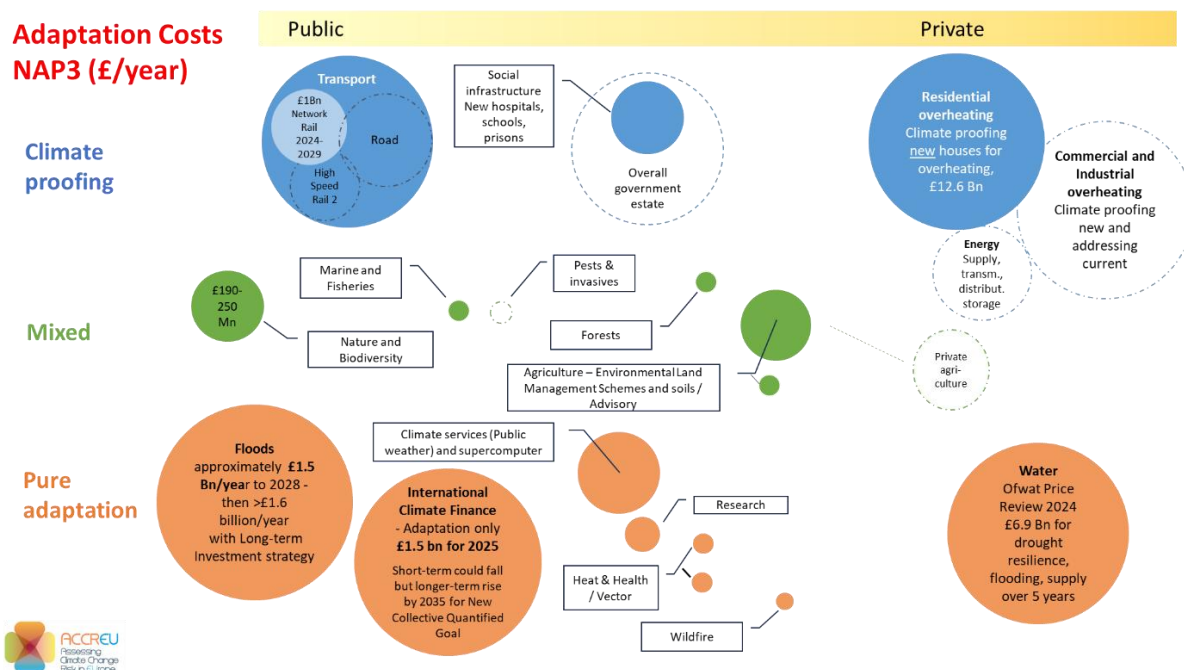 Adaptation Costs
NAP3 (£/year)
Public
Private
Climate
proofing
Transport
£1Bn
Network
Rail
2024-
2029
Road
High
Speed
Rail 2
Social
infrastructure
New hospitals,
schools,
prisons
Overall
government
estate
Residential
overheating
Climate proofing
new houses for
overheating,
£12.6 Bn
Commercial and
Industrial
overheating
Climate proofing
new and
addressing
current
Energy
Supply,
transm.,
distribut.
storage
Mixed
£190-
250
Mn
Marine and
Fisheries
Nature and
Biodiversity
Pests &
invasives
Forests
Agriculture – Environmental Land
Management Schemes and soils /
Advisory
Private
agri-
culture
Pure
adaptation
Floods
approximately £1.5
Bn/year to 2028 -
then >£1.6
billion/year
with Long-term
Investment strategy
International
Climate Finance
- Adaptation only
£1.5 bn for 2025
Short-term could fall
but longer-term rise
by 2035 for New
Collective Quantified
Goal
Climate services (Public
weather) and supercomputer
Research
Heat & Health
/ Vector
Wildfire
Water
Ofwat Price
Review 2024
£6.9 Bn for
drought
resilience,
flooding, supply
over 5 years
ACCREU
Assessing
Climate Change
Risk in Europe